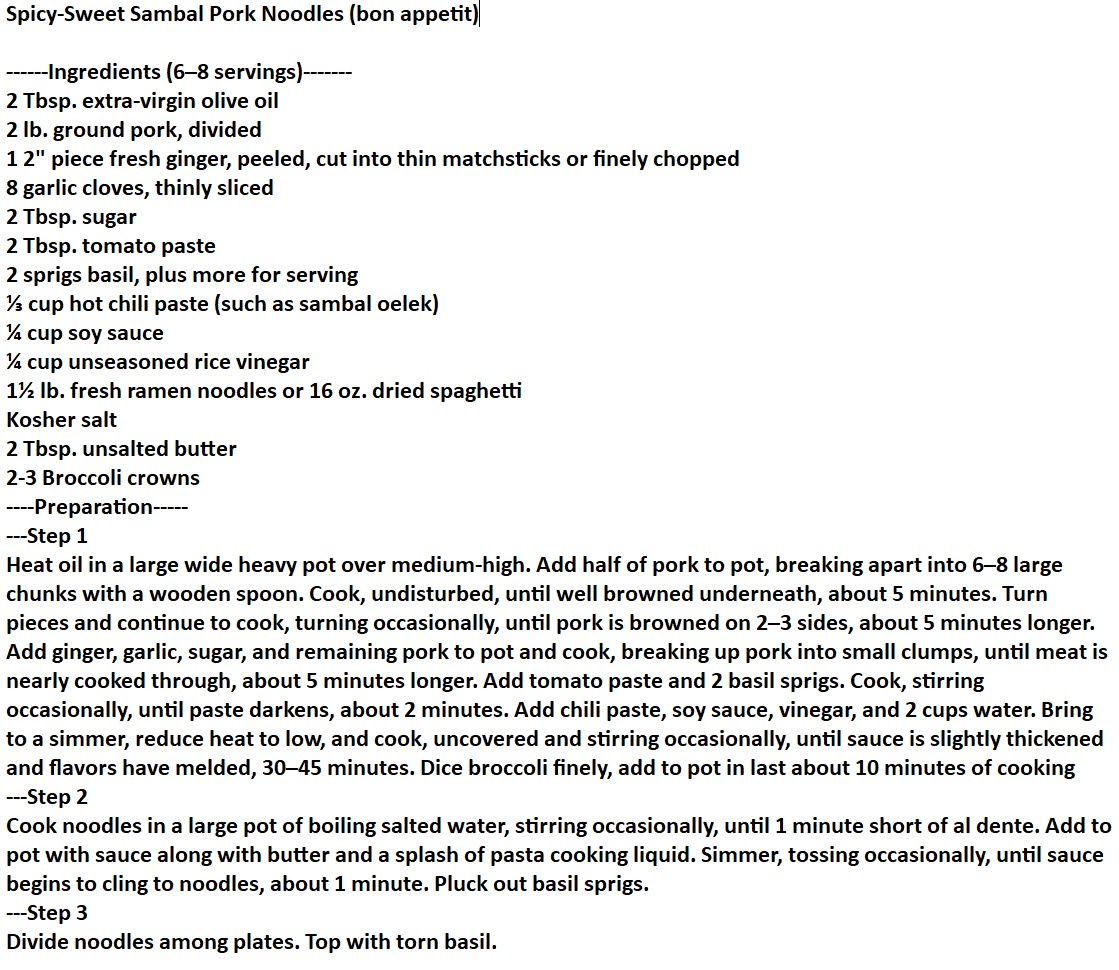 Spicy-Sweet Sambal Pork Noodles (bon appetit)
------Ingredients (6–8 servings)-------
2 Tbsp. extra-virgin olive oil
2 lb. ground pork, divided
1 2" piece fresh ginger, peeled, cut into thin matchsticks or finely chopped
8 garlic cloves, thinly sliced
2 Tbsp. sugar
2 Tbsp. tomato paste
2 sprigs basil, plus more for serving
⅓ cup hot chili paste (such as sambal oelek)
¼ cup soy sauce
¼ cup unseasoned rice vinegar
1½ lb. fresh ramen noodles or 16 oz. dried spaghetti
Kosher salt
2 Tbsp. unsalted butter
2-3 Broccoli crowns
----Preparation-----
---Step 1
Heat oil in a large wide heavy pot over medium-high. Add half of pork to pot, breaking apart into 6–8 large
chunks with a wooden spoon. Cook, undisturbed, until well browned underneath, about 5 minutes. Turn
pieces and continue to cook, turning occasionally, until pork is browned on 2–3 sides, about 5 minutes longer.
Add ginger, garlic, sugar, and remaining pork to pot and cook, breaking up pork into small clumps, until meat is
nearly cooked through, about 5 minutes longer. Add tomato paste and 2 basil sprigs. Cook, stirring
occasionally, until paste darkens, about 2 minutes. Add chili paste, soy sauce, vinegar, and 2 cups water. Bring
to a simmer, reduce heat to low, and cook, uncovered and stirring occasionally, until sauce is slightly thickened
and flavors have melded, 30–45 minutes. Dice broccoli finely, add to pot in last about 10 minutes of cooking
---Step 2
Cook noodles in a large pot of boiling salted water, stirring occasionally, until 1 minute short of al dente. Add to
pot with sauce along with butter and a splash of pasta cooking liquid. Simmer, tossing occasionally, until sauce
begins to cling to noodles, about 1 minute. Pluck out basil sprigs.
---Step 3
Divide noodles among plates. Top with torn basil.